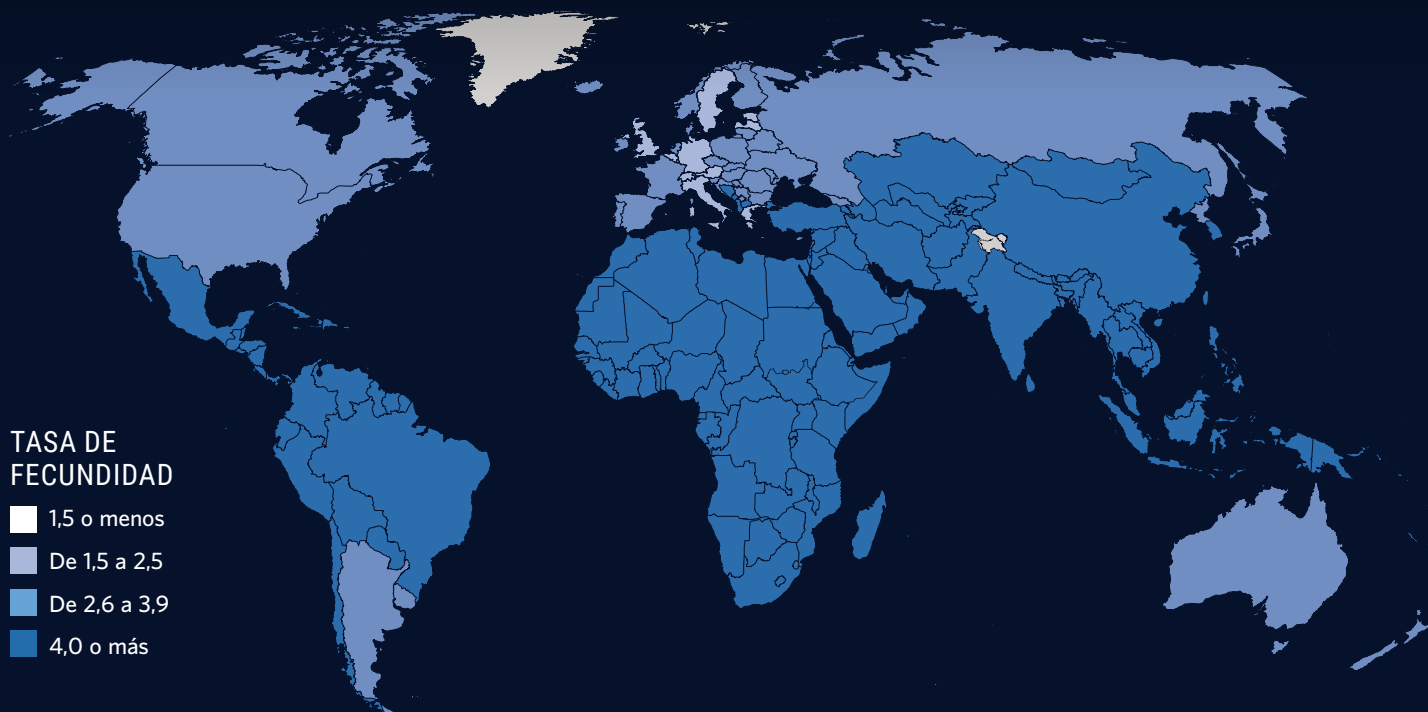 TASA DE
FECUNDIDAD
1,5 o menos
De 1,5 a 2,5
De 2,6 a 3,9
4,0 o más